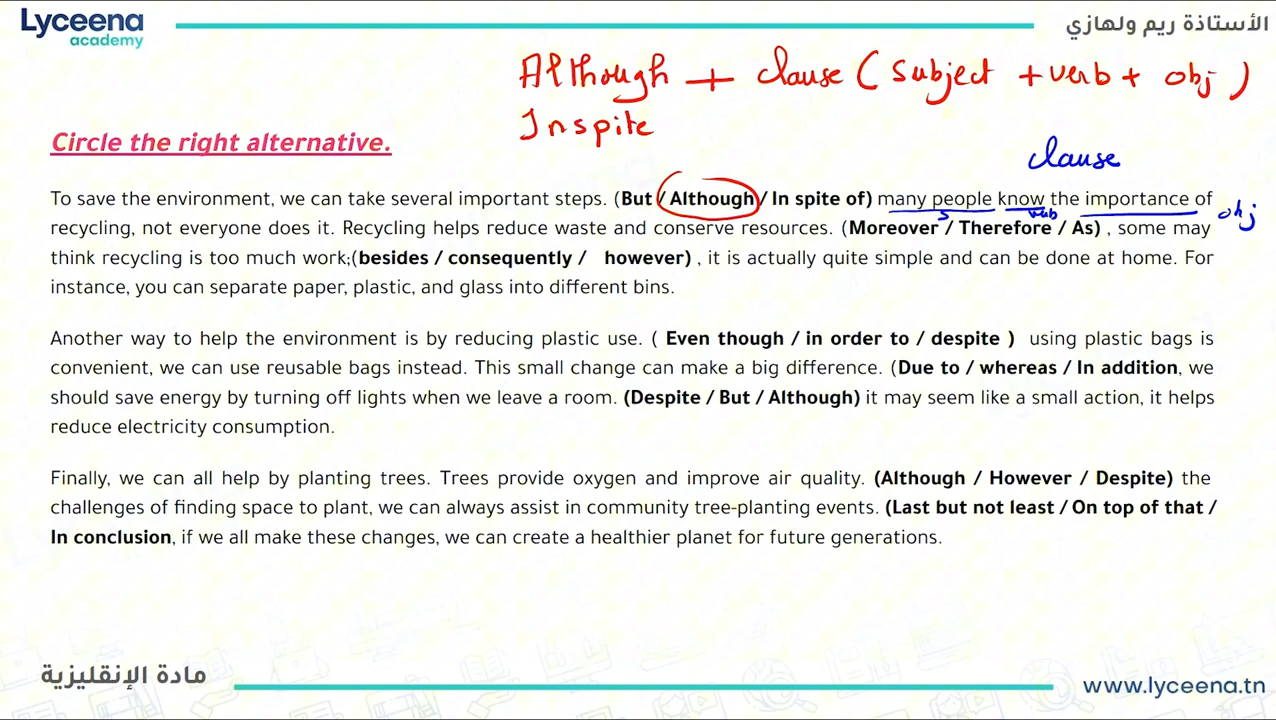 Lyceena
academy
الأستاذة ريم ولهازي
Although + clause (subject + verb + obj)
Inspite
Circle the right alternative.
clause
To save the environment, we can take several important steps. (But / Although / In spite of) many people know the importance of
s verb obj
recycling, not everyone does it. Recycling helps reduce waste and conserve resources. (Moreover / Therefore / As) , some may
think recycling is too much work;(besides / consequently / however) , it is actually quite simple and can be done at home. For
instance, you can separate paper, plastic, and glass into different bins.
Another way to help the environment is by reducing plastic use. ( Even though / in order to / despite ) using plastic bags is
convenient, we can use reusable bags instead. This small change can make a big difference. (Due to / whereas / In addition, we
should save energy by turning off lights when we leave a room. (Despite / But / Although) it may seem like a small action, it helps
reduce electricity consumption.
Finally, we can all help by planting trees. Trees provide oxygen and improve air quality. (Although / However / Despite) the
challenges of finding space to plant, we can always assist in community tree-planting events. (Last but not least / On top of that /
In conclusion, if we all make these changes, we can create a healthier planet for future generations.
مادة الإنقليزية
www.lyceena.tn